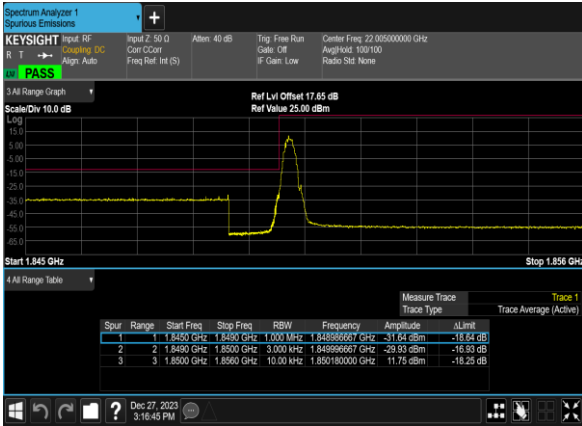 Spectrum Analyzer 1
Spurious Emissions
KEYSIGHT Input: RF Input Z: 50 Ω Atten: 40 dB Trig: Free Run Center Freq: 22.005000000 GHz
R T Coupling: DC Corr CCorr Gate: Off Avg|Hold: 100/100
Align: Auto Freq Ref: Int (S) IF Gain: Low Radio Std: None
PASS
3 All Range Graph
Ref Lvl Offset 17.65 dB
Scale/Div 10.0 dB Ref Value 25.00 dBm
Log
15.0
5.00
-5.00
-15.0
-25.0
-35.0
-45.0
-55.0
-65.0
Start 1.845 GHz Stop 1.856 GHz
4 All Range Table
Measure Trace Trace 1
Trace Type Trace Average (Active)
Spur Range Start Freq Stop Freq RBW Frequency Amplitude ΔLimit
1 1 1.8450 GHz 1.8490 GHz 1.000 MHz 1.848986667 GHz -31.64 dBm -18.64 dB
2 2 1.8490 GHz 1.8500 GHz 3.000 kHz 1.849996667 GHz -29.93 dBm -16.93 dB
3 3 1.8500 GHz 1.8560 GHz 10.00 kHz 1.850180000 GHz 11.75 dBm -18.25 dB
Dec 27, 2023
3:16:45 PM